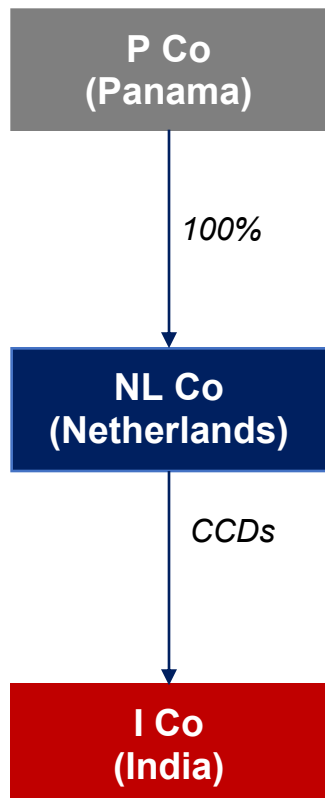 P Co
(Panama)
100%
NL Co
(Netherlands)
CCDs
I Co
(India)